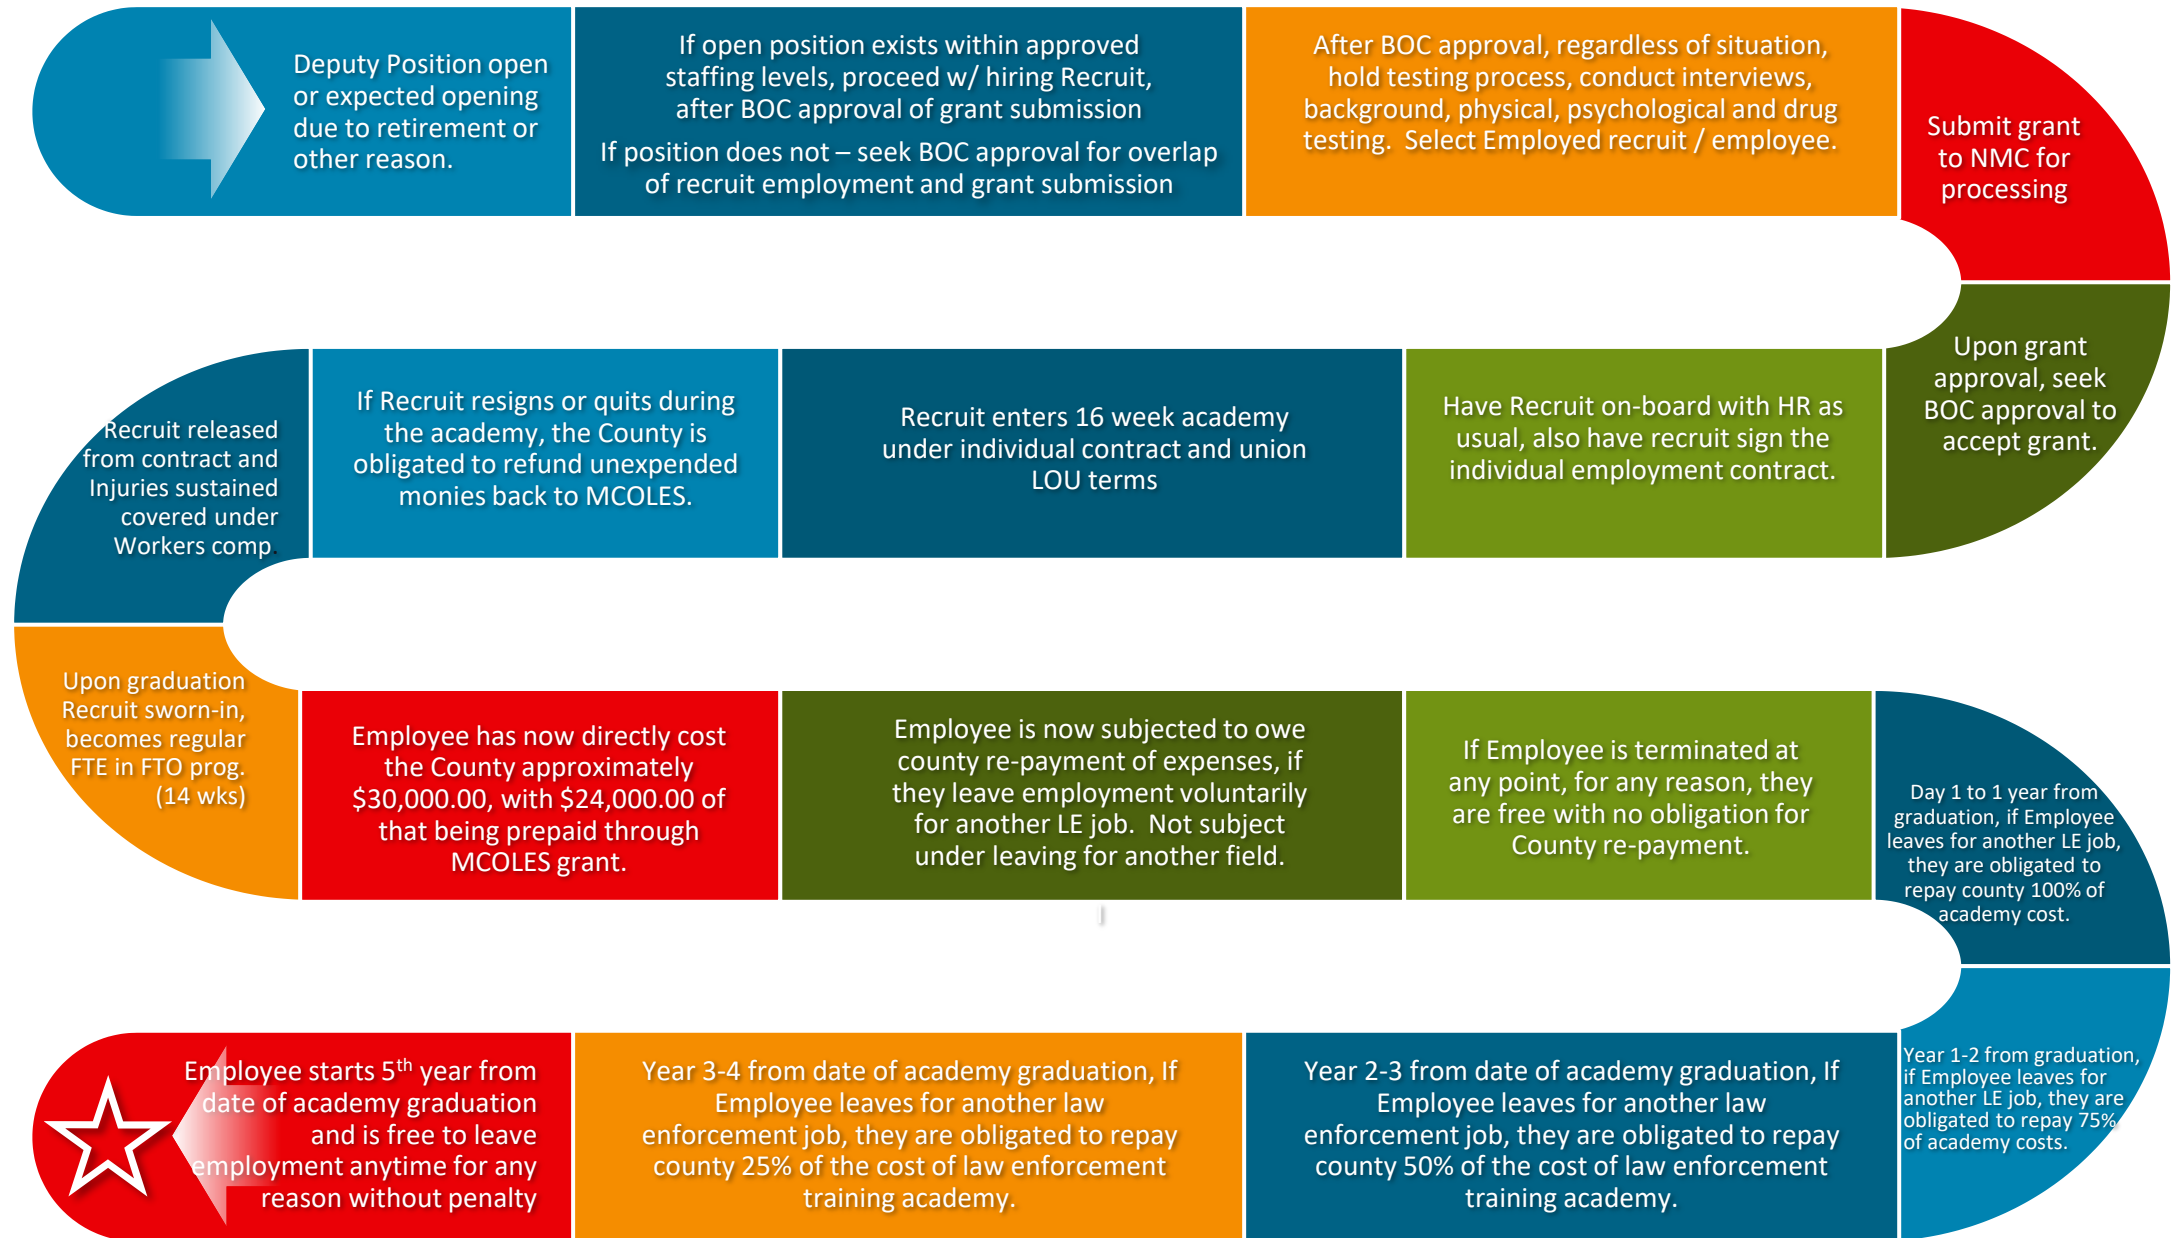 Deputy Position open
or expected opening
due to retirement or
other reason.
If open position exists within approved
staffing levels, proceed w/ hiring Recruit,
after BOC approval of grant submission
If position does not – seek BOC approval for overlap
of recruit employment and grant submission
After BOC approval, regardless of situation,
hold testing process, conduct interviews,
background, physical, psychological and drug
testing.  Select Employed recruit / employee.
Submit grant
to NMC for
processing
Upon grant
approval, seek
BOC approval to
accept grant.
Have Recruit on-board with HR as
usual, also have recruit sign the
individual employment contract.
Recruit enters 16 week academy
under individual contract and union
LOU terms
If Recruit resigns or quits during
the academy, the County is
obligated to refund unexpended
monies back to MCOLES.
Recruit released
from contract and
Injuries sustained
covered under
Workers comp.
Upon graduation
Recruit sworn-in,
becomes regular
FTE in FTO prog.
(14 wks)
Employee has now directly cost
the County approximately
$30,000.00, with $24,000.00 of
that being prepaid through
MCOLES grant.
Employee is now subjected to owe
county re-payment of expenses, if
they leave employment voluntarily
for another LE job.  Not subject
under leaving for another field.
If Employee is terminated at
any point, for any reason, they
are free with no obligation for
County re-payment.
Day 1 to 1 year from
graduation, if Employee
leaves for another LE job,
they are obligated to
repay county 100% of
academy cost.
Year 1-2 from graduation,
if Employee leaves for
another LE job, they are
obligated to repay 75%
of academy costs.
Year 2-3 from date of academy graduation, If
Employee leaves for another law
enforcement job, they are obligated to repay
county 50% of the cost of law enforcement
training academy.
Year 3-4 from date of academy graduation, If
Employee leaves for another law
enforcement job, they are obligated to repay
county 25% of the cost of law enforcement
training academy.
Employee starts 5th year from
date of academy graduation
and is free to leave
employment anytime for any
reason without penalty